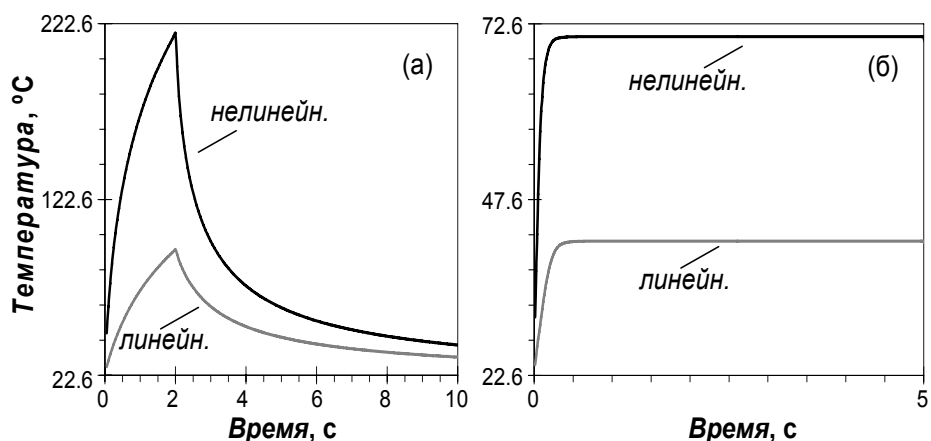 222.6
122.6
22.6
Температура, ºС
0
2
4
6
8
10
Время, с
(а)
нелинейн.
линейн.
72.6
47.6
22.6
0
5
Время, с
(б)
нелинейн.
линейн.